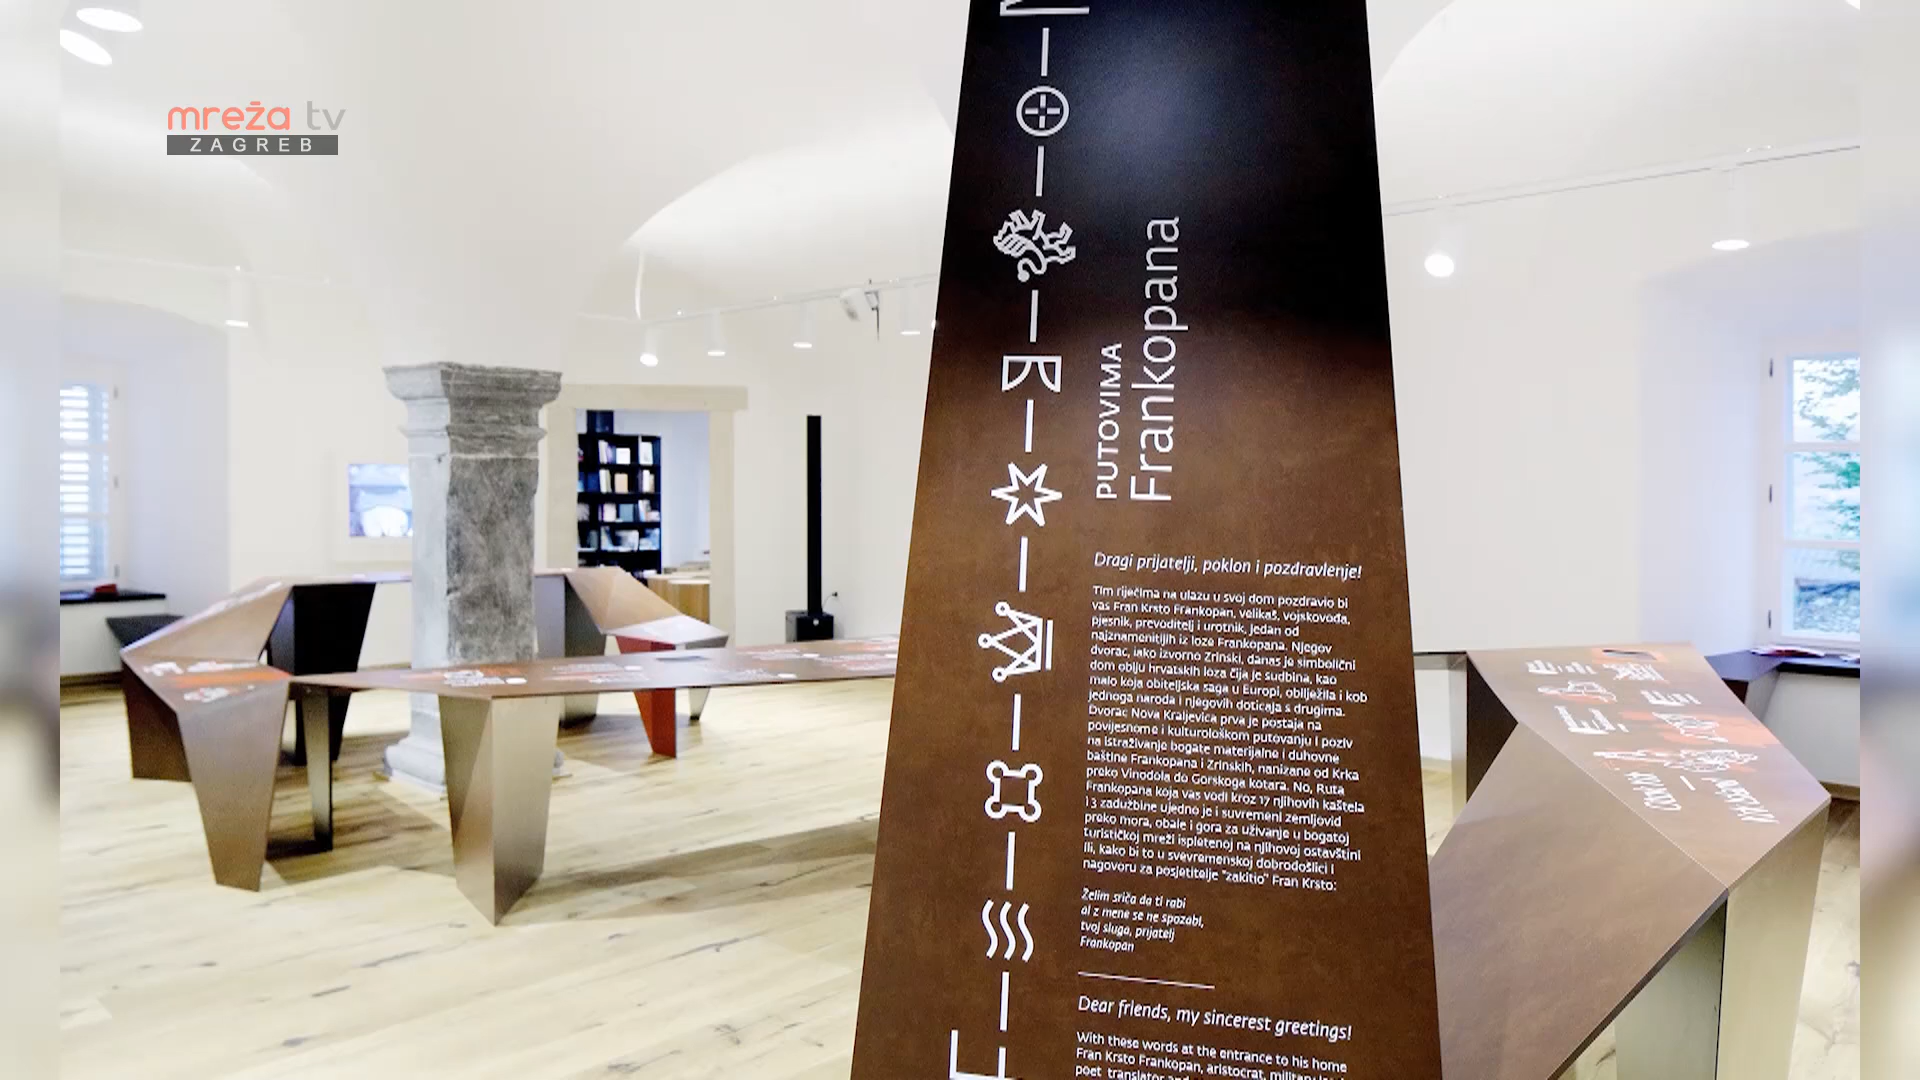 mreža tv
ZAGREB
PUTOVIMA
Frankopana
Dragi prijatelji, poklon i pozdravlenje!
Tim riječima na ulazu u svoj dom pozdravio bi
vas Fran Krsto Frankopan, velikaš, vojskovođa,
pjesnik, prevoditelj i urotnik, jedan od
najznamenitijih iz loze Frankopana. Njegov
dvorac, iako izvorno Zrinski, danas je simbolični
dom obiju hrvatskih loza čija je sudbina, kao
malo koja obiteljska saga u Europi, obilježila i kob
jednoga naroda i njegovih doticaja s drugima.
Dvorac Nova Kraljevica prva je postaja na
povijesnome i kulturološkom putovanju i poziv
na istraživanje bogate materijalne i duhovne
baštine Frankopana i Zrinskih, nanizane od Krka
preko Vinodola do Gorskoga kotara. No, Ruta
Frankopana koja vas vodi kroz 17 njihovih kaštela
i 3 zadužbine ujedno je i suvremeni zemljovid
preko mora, obale i gora za uživanje u bogatoj
turističkoj mreži ispletenoj na njihovoj ostavštini
ili, kako bi to u svevremenskoj dobrodošlici i
nagovoru za posjetitelje "zakitio" Fran Krsto:
Želim sriča da ti rabi
al z mene se ne spozabi,
tvoj sluga, prijatelj
Frankopan
Dear friends, my sincerest greetings!
With these words at the entrance to his home
Fran Krsto Frankopan, aristocrat, military
poet, translator and